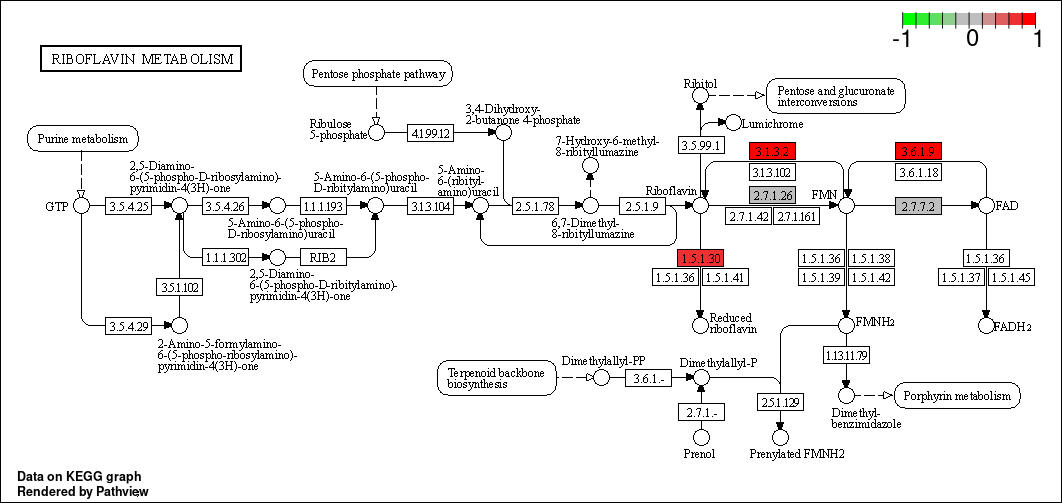 -1 0 1
RIBOFLAVIN METABOLISM
Pentose phosphate pathway
Ribitol
Pentose and glucuronate
interconversions
Purine metabolism
Ribulose
5-phosphate
4.1.99.12
3,4-Dihydroxy-
2-butanone 4-phosphate
Lumichrome
7-Hydroxy-6-methyl-
8-ribityllumazine
3.5.99.1
3.1.3.2
3.6.1.9
2,5-Diamino-
6-(5-phospho-D-ribosylamino)-
pyrimidin-4(3H)-one
5-Amino-6-(5-phospho-
D-ribitylamino)uracil
5-Amino-
6-(ribityl-
amino)uracil
3.1.3.102
3.6.1.18
Riboflavin
2.7.1.26
FMN
GTP
3.5.4.25
3.5.4.26
1.1.1.193
3.1.3.104
2.5.1.78
2.5.1.9
2.7.7.2
FAD
2.7.1.42
2.7.1.161
5-Amino-6-(5-phospho-
D-ribosylamino)uracil
6,7-Dimethyl-
8-ribityllumazine
1.1.1.302
RIB2
1.5.1.30
1.5.1.36
1.5.1.38
1.5.1.36
2,5-Diamino-
6-(5-phospho-D-ribitylamino)-
pyrimidin-4(3H)-one
1.5.1.36
1.5.1.41
1.5.1.39
1.5.1.42
1.5.1.37
1.5.1.45
3.5.1.102
3.5.4.29
Reduced
riboflavin
FMNH2
FADH2
2-Amino-5-formylamino-
6-(5-phospho-ribosylamino)-
pyrimidin-4(3H)-one
1.13.11.79
Terpenoid backbone
biosynthesis
Dimethylallyl-PP
3.6.1.-
Dimethylallyl-P
2.5.1.129
Porphyrin metabolism
2.7.1.-
Dimethyl-
benzimidazole
Prenol
Prenylated FMNH2
Data on KEGG graph
Rendered by Pathview